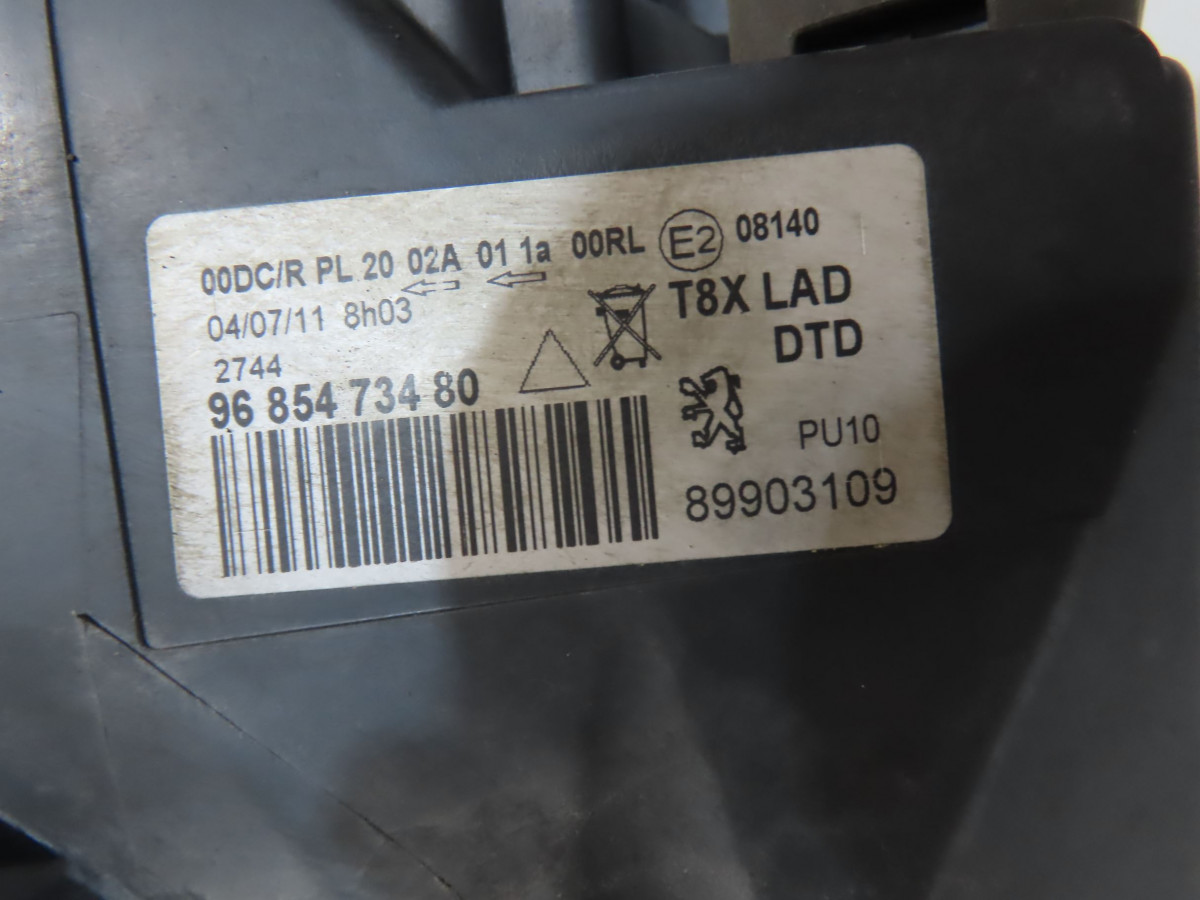 00DC/R PL 20 02A 01 1a 00RL E2 08140
04/07/11 8h03
T8X LAD
2744
DTD
96 854 734 80
PU10
89903109